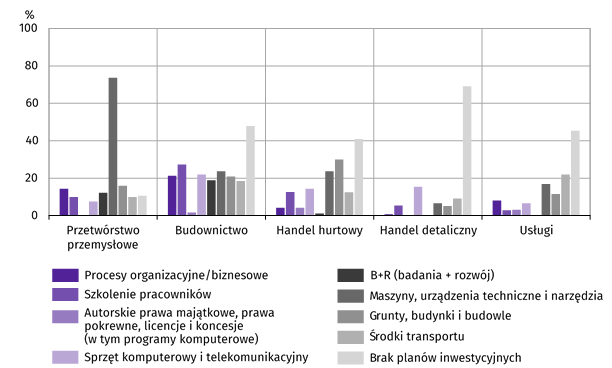 %
100
80
60
40
20
0
Przetwórstwo
przemysłowe
Budownictwo
Handel hurtowy
Handel detaliczny
Usługi
Procesy organizacyjne/biznesowe
Szkolenie pracowników
Autorskie prawa majątkowe, prawa
pokrewne, licencje i koncesje
(w tym programy komputerowe)
Sprzęt komputerowy i telekomunikacyjny
B+R (badania + rozwój)
Maszyny, urządzenia techniczne i narzędzia
Grunty, budynki i budowle
Środki transportu
Brak planów inwestycyjnych